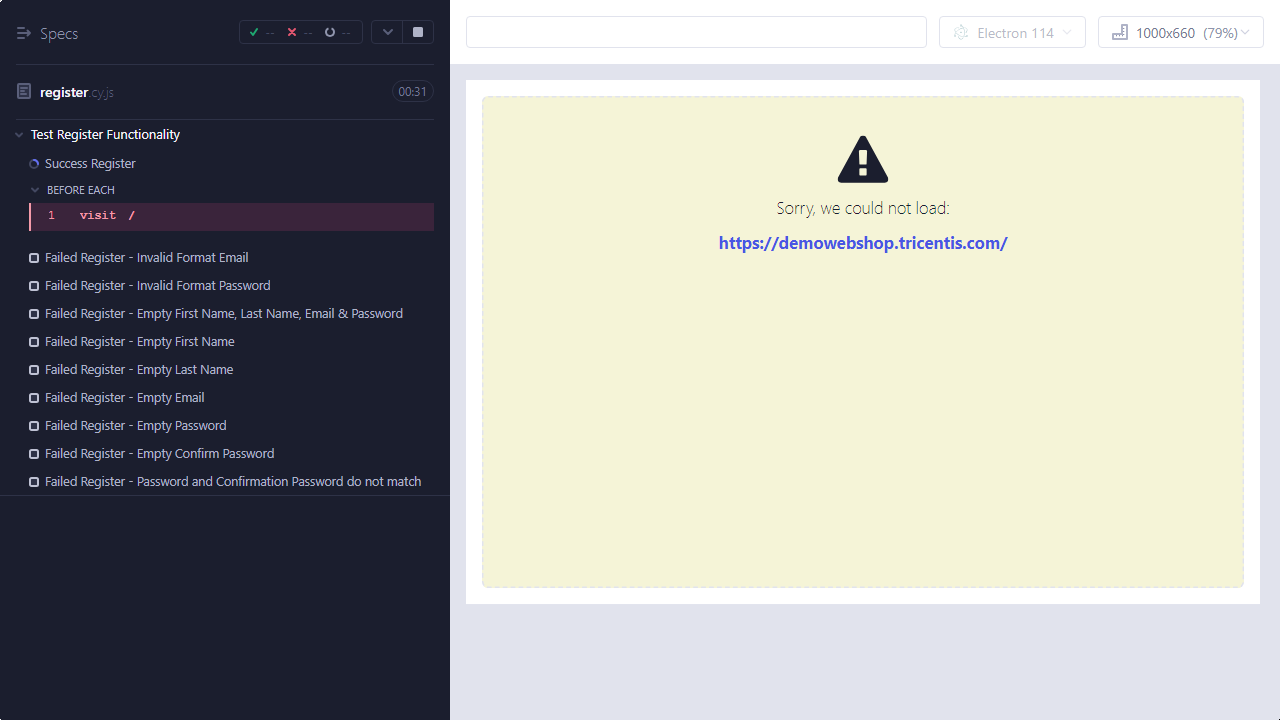 Specs
--
--
--
register.cy.js
00:31
Test Register Functionality
Success Register
BEFORE EACH
1 visit /
Failed Register - Invalid Format Email
Failed Register - Invalid Format Password
Failed Register - Empty First Name, Last Name, Email & Password
Failed Register - Empty First Name
Failed Register - Empty Last Name
Failed Register - Empty Email
Failed Register - Empty Password
Failed Register - Empty Confirm Password
Failed Register - Password and Confirmation Password do not match
Electron 114
1000x660 (79%)
Sorry, we could not load:
https://demowebshop.tricentis.com/